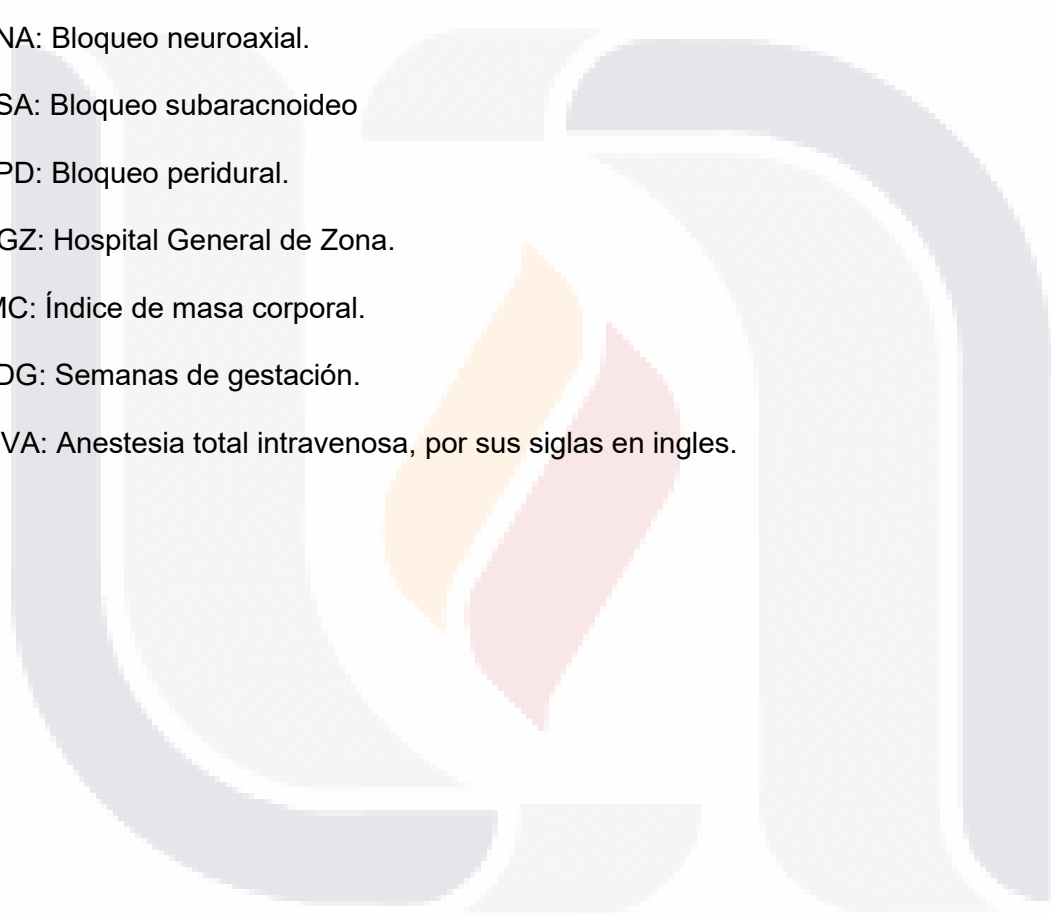 NA: Bloqueo neuroaxial.
SA: Bloqueo subaracnoideo
PD: Bloqueo peridural.
GZ: Hospital General de Zona.
MC: Índice de masa corporal.
DG: Semanas de gestación.
VA: Anestesia total intravenosa, por sus siglas en ingles.